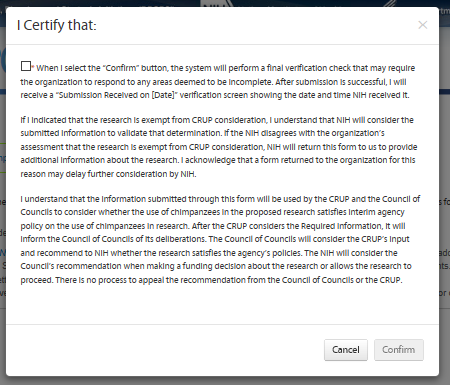 I Certify that:
×
* When I select the "Confirm" button, the system will perform a final verification check that may require
the organization to respond to any areas deemed to be incomplete. After submission is successful, I will
receive a "Submission Received on [Date]" verification screen showing the date and time NIH received it.
If I indicated that the research is exempt from CRUP consideration, I understand that NIH will consider the
submitted information to validate that determination. If the NIH disagrees with the organization's
assessment that the research is exempt from CRUP consideration, NIH will return this form to us to provide
additional information about the research. I acknowledge that a form returned to the organization for this
reason may delay further consideration by NIH.
I understand that the information submitted through this form will be used by the CRUP and the Council of
Councils to consider whether the use of chimpanzees in the proposed research satisfies interim agency
policy on the use of chimpanzees in research. After the CRUP considers the Required Information, it will
inform the Council of Councils of its deliberations. The Council of Councils will consider the CRUP's input
and recommend to NIH whether the research satisfies the agency's policies. The NIH will consider the
Council's recommendation when making a funding decision about the research or allows the research to
proceed. There is no process to appeal the recommendation from the Council of Councils or the CRUP.
Cancel Confirm